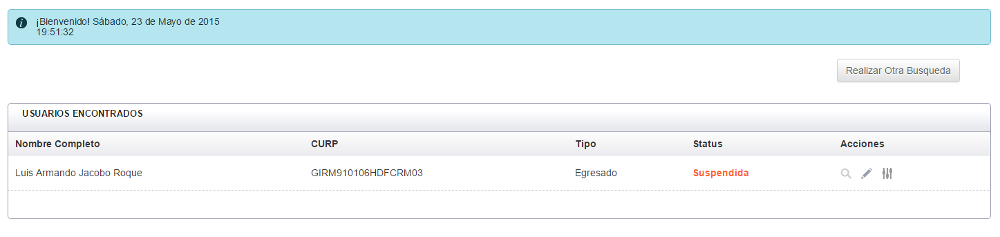 ¡Bienvenido! Sábado, 23 de Mayo de 2015
19:51:32
Realizar Otra Busqueda
USUARIOS ENCONTRADOS
Nombre Completo CURP Tipo Status Acciones
Luis Armando Jacobo Roque GIRM910106HDFCRM03 Egresado Suspendida